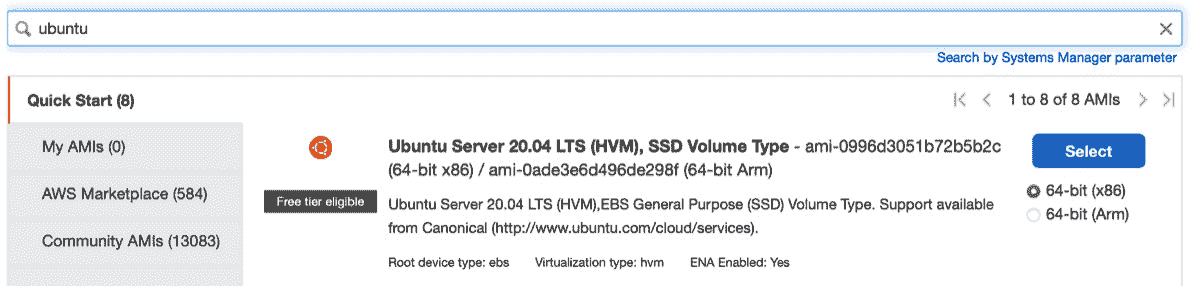 ubuntu
Search by Systems Manager parameter
Quick Start (8)
1 to 8 of 8 AMIs
My AMIs (0)
AWS Marketplace (584)
Community AMIs (13083)
Free tier eligible
Ubuntu Server 20.04 LTS (HVM), SSD Volume Type - ami-0996d3051b72b5b2c
(64-bit x86) / ami-0ade3e6d496de298f (64-bit Arm)
Ubuntu Server 20.04 LTS (HVM),EBS General Purpose (SSD) Volume Type. Support available
from Canonical (http://www.ubuntu.com/cloud/services).
Root device type: ebs Virtualization type: hvm ENA Enabled: Yes
Select
64-bit (x86)
64-bit (Arm)